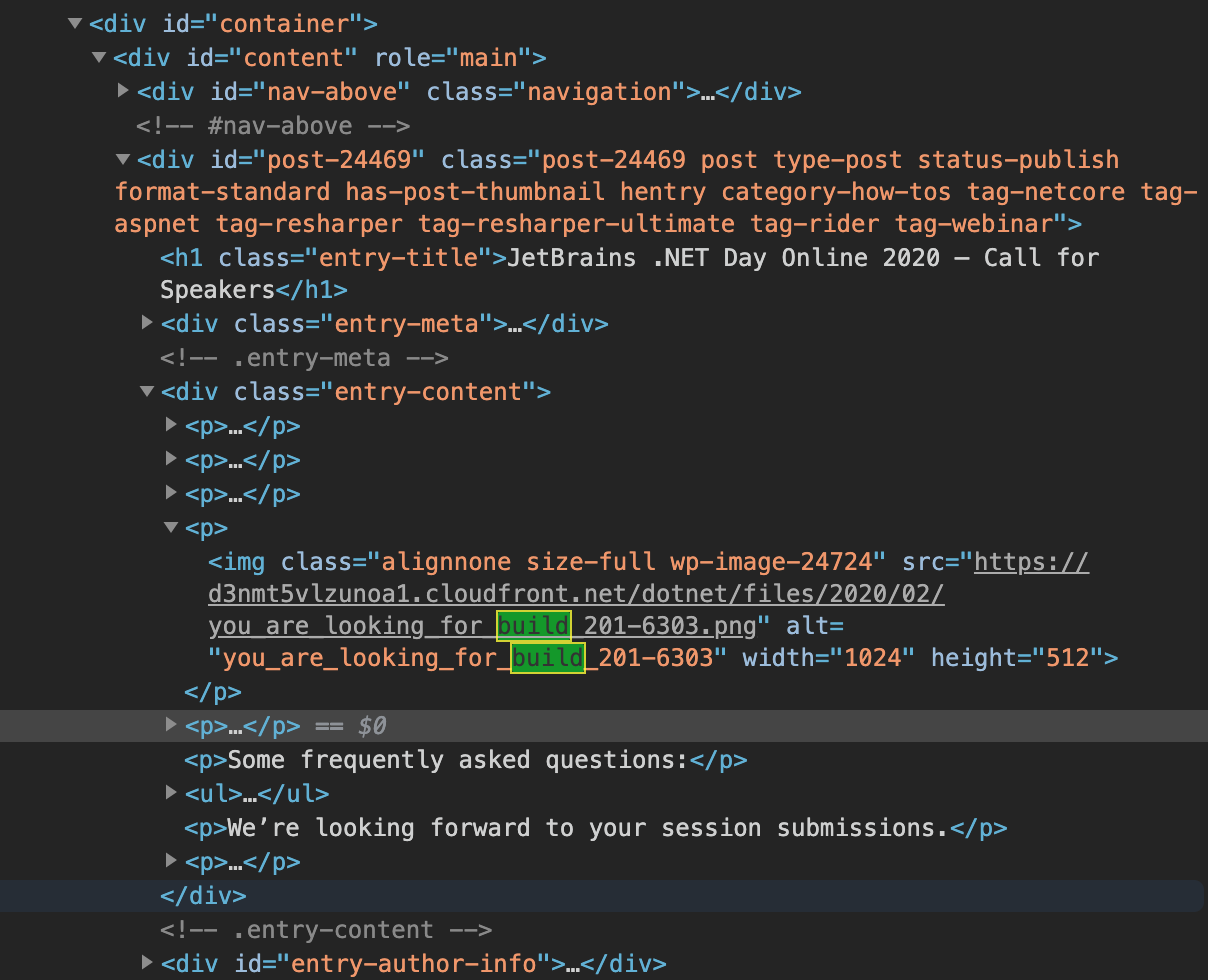 <div id="container">
<div id="content" role="main">
<div id="nav-above" class="navigation">…</div>
<!-- #nav-above -->
<div id="post-24469" class="post-24469 post type-post status-publish
format-standard has-post-thumbnail hentry category-how-tos tag-netcore tag-
aspnet tag-resharper tag-resharper-ultimate tag-rider tag-webinar">
<h1 class="entry-title">JetBrains .NET Day Online 2020 – Call for
Speakers</h1>
<div class="entry-meta">…</div>
<!-- .entry-meta -->
<div class="entry-content">
<p>…</p>
<p>…</p>
<p>…</p>
<p>
<img class="alignnone size-full wp-image-24724" src="https://
d3nmt5vlzunoa1.cloudfront.net/dotnet/files/2020/02/
you_are_looking_for_build_201-6303.png" alt=
"you_are_looking_for_build_201-6303" width="1024" height="512">
</p>
<p>…</p> == $0
<p>Some frequently asked questions:</p>
<ul>…</ul>
<p>We’re looking forward to your session submissions.</p>
<p>…</p>
</div>
<!-- .entry-content -->
<div id="entry-author-info">…</div>